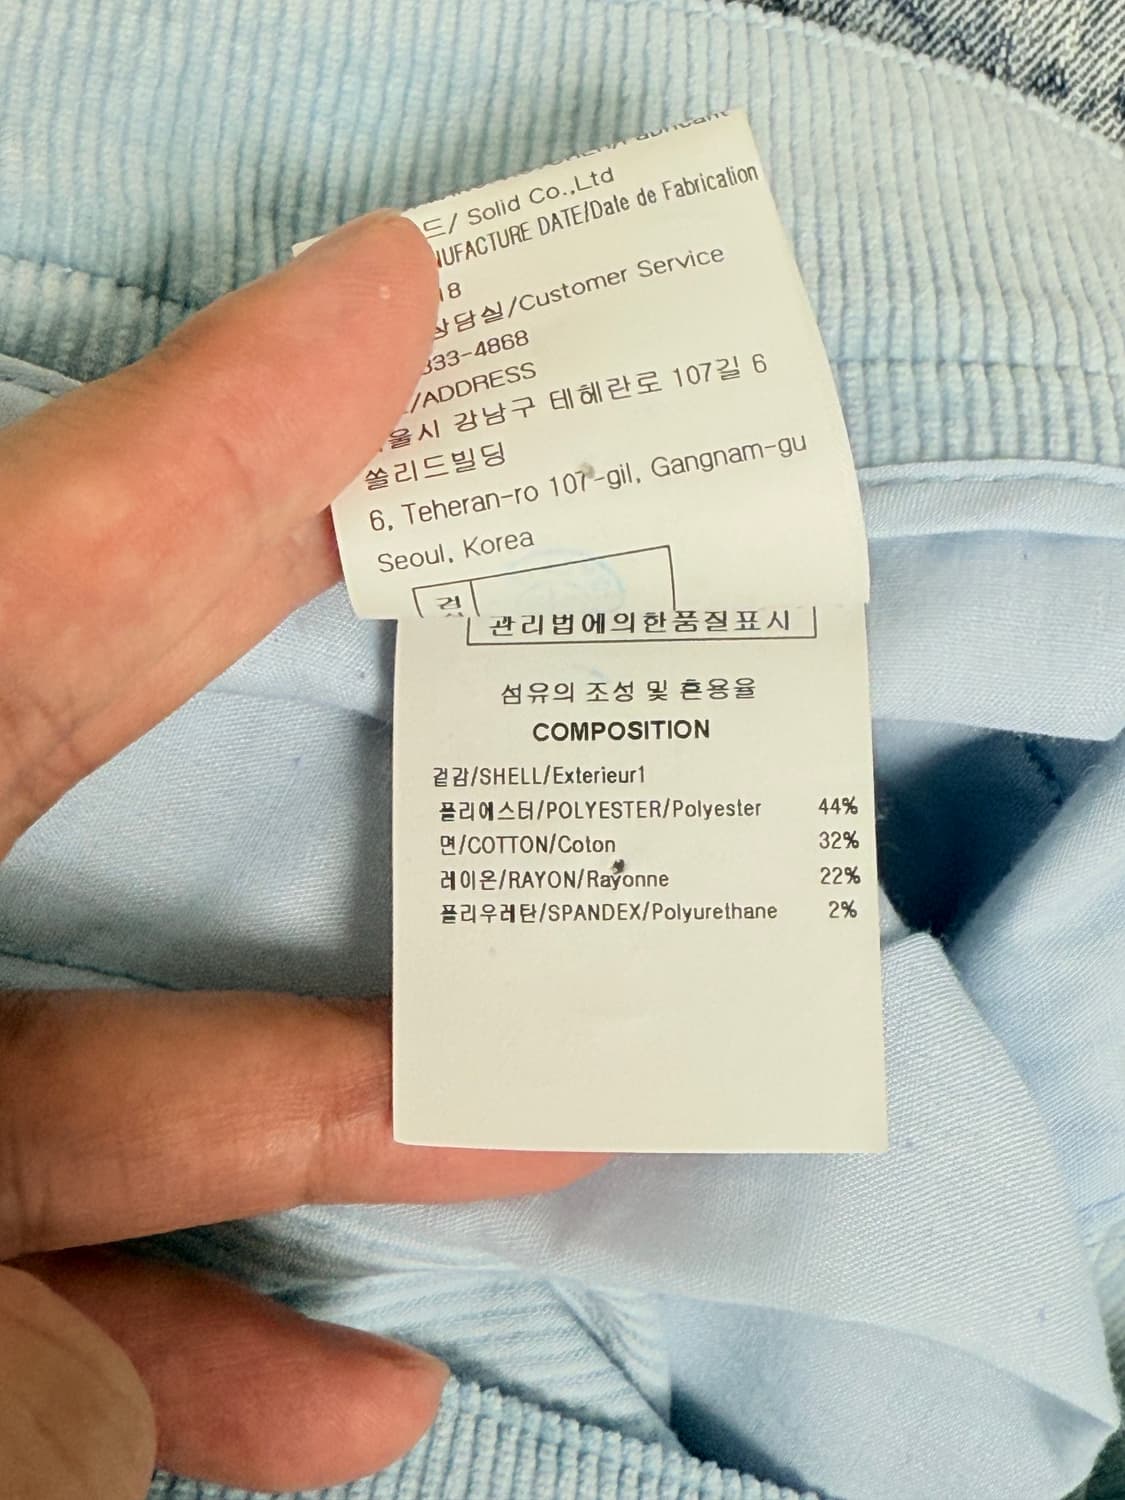 / Solid Co.,Ltd
DATE/Date de Fabrication
18
상담실/Customer Service
333-4868
/ADDRESS
울시 강남구 테헤란로 107길 6
쏠리드빌딩
6, Teheran-ro 107-gil, Gangnam-gu
Seoul, Korea
관리법에의한품질표시
섬유의 조성 및 혼용율
COMPOSITION
겉감/SHELL/Exterieur1
폴리에스터/POLYESTER/Polyester 44%
면/COTTON/Coton 32%
레이온/RAYON/Rayonne 22%
폴리우레탄/SPANDEX/Polyurethane 2%